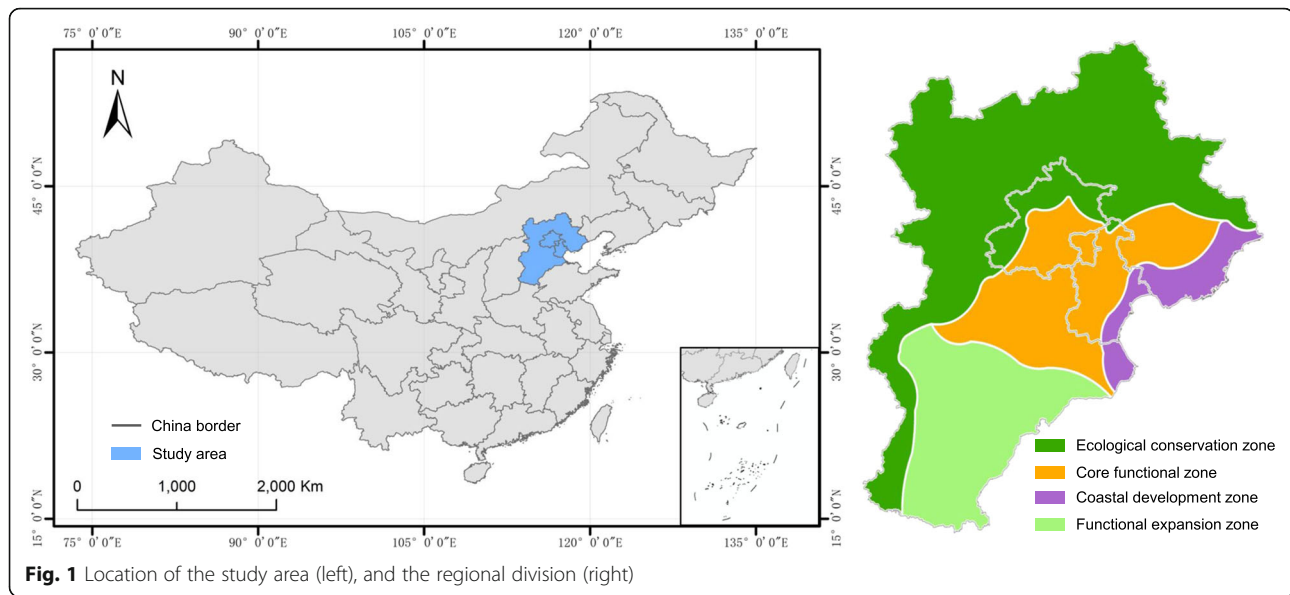 75° 0′0″E 90° 0′0″E 105° 0′0″E 120° 0′0″E 135° 0′0″E
N
45° 0′0″N 45° 0′0″N
30° 0′0″N 30° 0′0″N
China border
Study area
0 1,000 2,000 Km
15° 0′0″N 15° 0′0″N
75° 0′0″E 90° 0′0″E 105° 0′0″E 120° 0′0″E 135° 0′0″E
Ecological conservation zone
Core functional zone
Coastal development zone
Functional expansion zone
Fig. 1 Location of the study area (left), and the regional division (right)